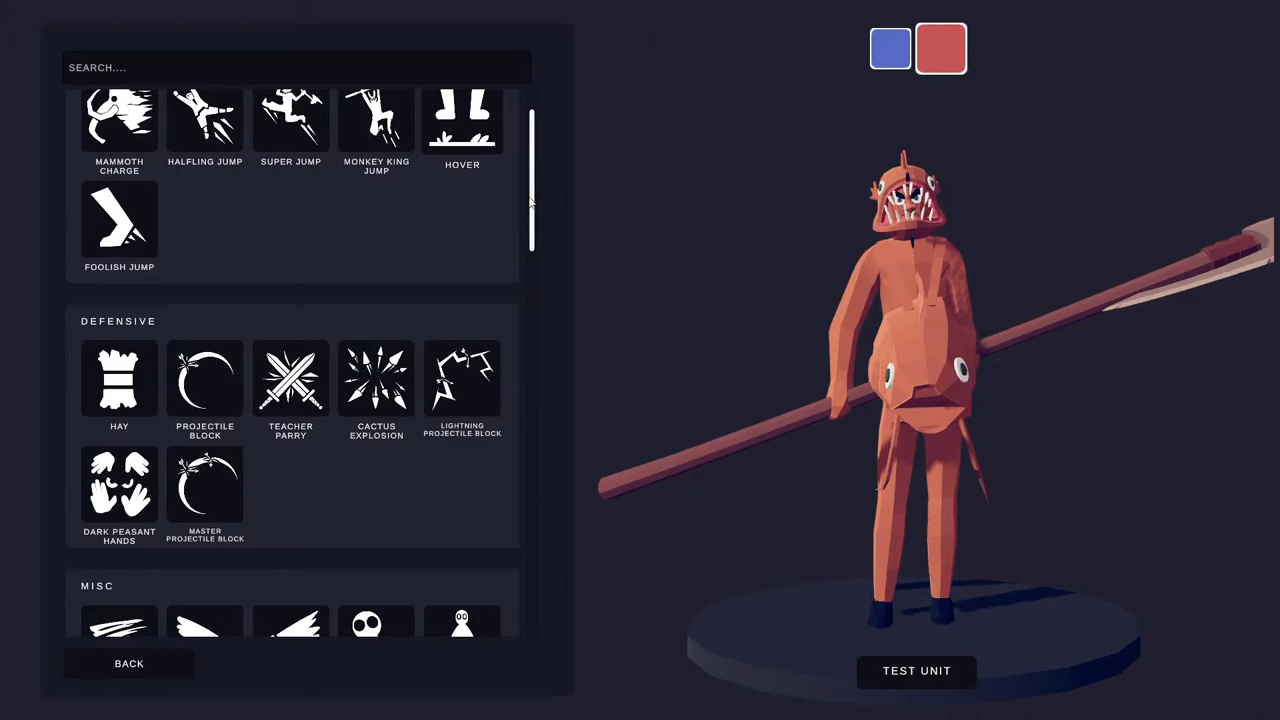 SEARCH....
MAMMOTH
CHARGE
HALFLING JUMP
SUPER JUMP
MONKEY KING
JUMP
HOVER
FOOLISH JUMP
DEFENSIVE
HAY
PROJECTILE
BLOCK
TEACHER
PARRY
CACTUS
EXPLOSION
LIGHTNING
PROJECTILE BLOCK
DARK PEASANT
HANDS
MASTER
PROJECTILE BLOCK
MISC
BACK
TEST UNIT